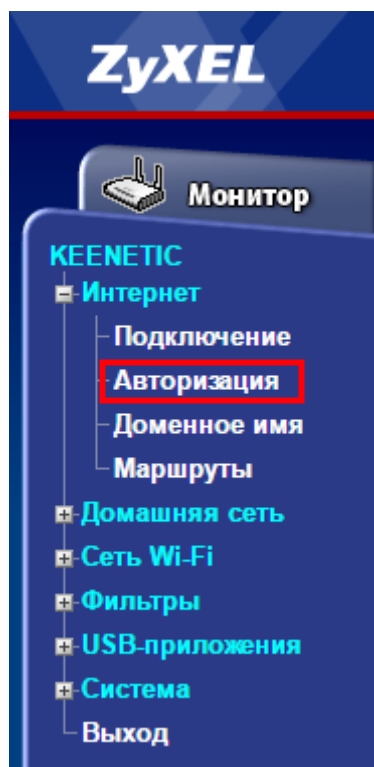 ZyXEL
Монитор
KEENETIC
Интернет
Подключение
Авторизация
Доменное имя
Маршруты
Домашняя сеть
Сеть Wi-Fi
Фильтры
USB-приложения
Система
Выход